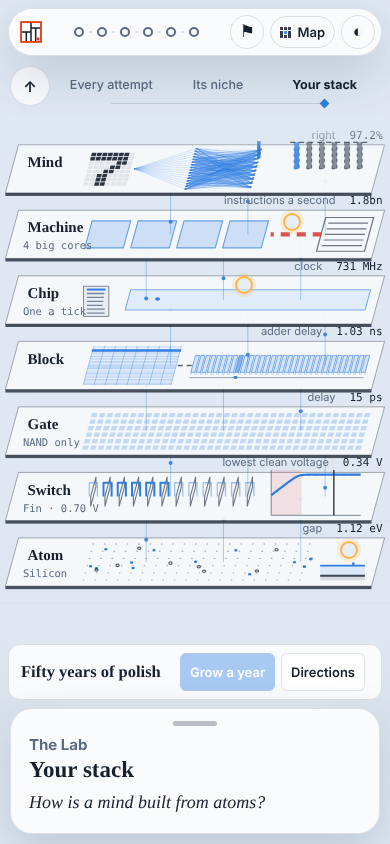 Map
Every attempt
Its niche
Your stack
right 97.2%
Mind
instructions a second 1.8bn
Machine
4 big cores
clock 731 MHz
Chip
One a tick
adder delay 1.03 ns
Block
delay 15 ps
Gate
NAND only
lowest clean voltage 0.34 V
Switch
Fin · 0.70 V
gap 1.12 eV
Atom
Silicon
Fifty years of polish
Grow a year
Directions
The Lab
Your stack
How is a mind built from atoms?